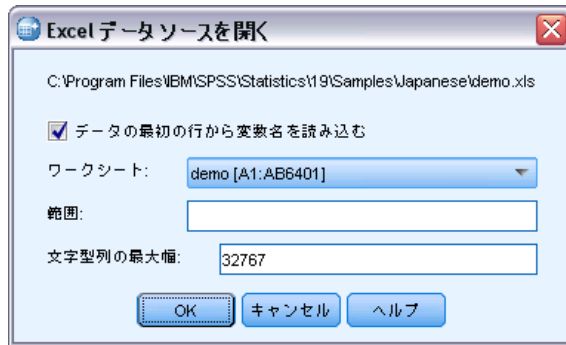 Excel データ ソースを開く
C:\Program Files\IBM\SPSS\Statistics\19\Samples\Japanese\demo.xls
データの最初の行から変数名を読み込む
ワークシート: demo [A1:AB6401]
範囲:
文字型列の最大幅: 32767
OK キャンセル ヘルプ